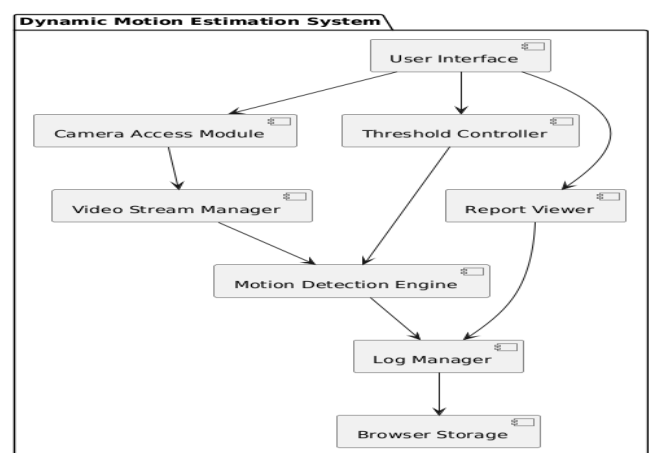 Dynamic Motion Estimation System
User Interface
Camera Access Module
Threshold Controller
Video Stream Manager
Report Viewer
Motion Detection Engine
Log Manager
Browser Storage